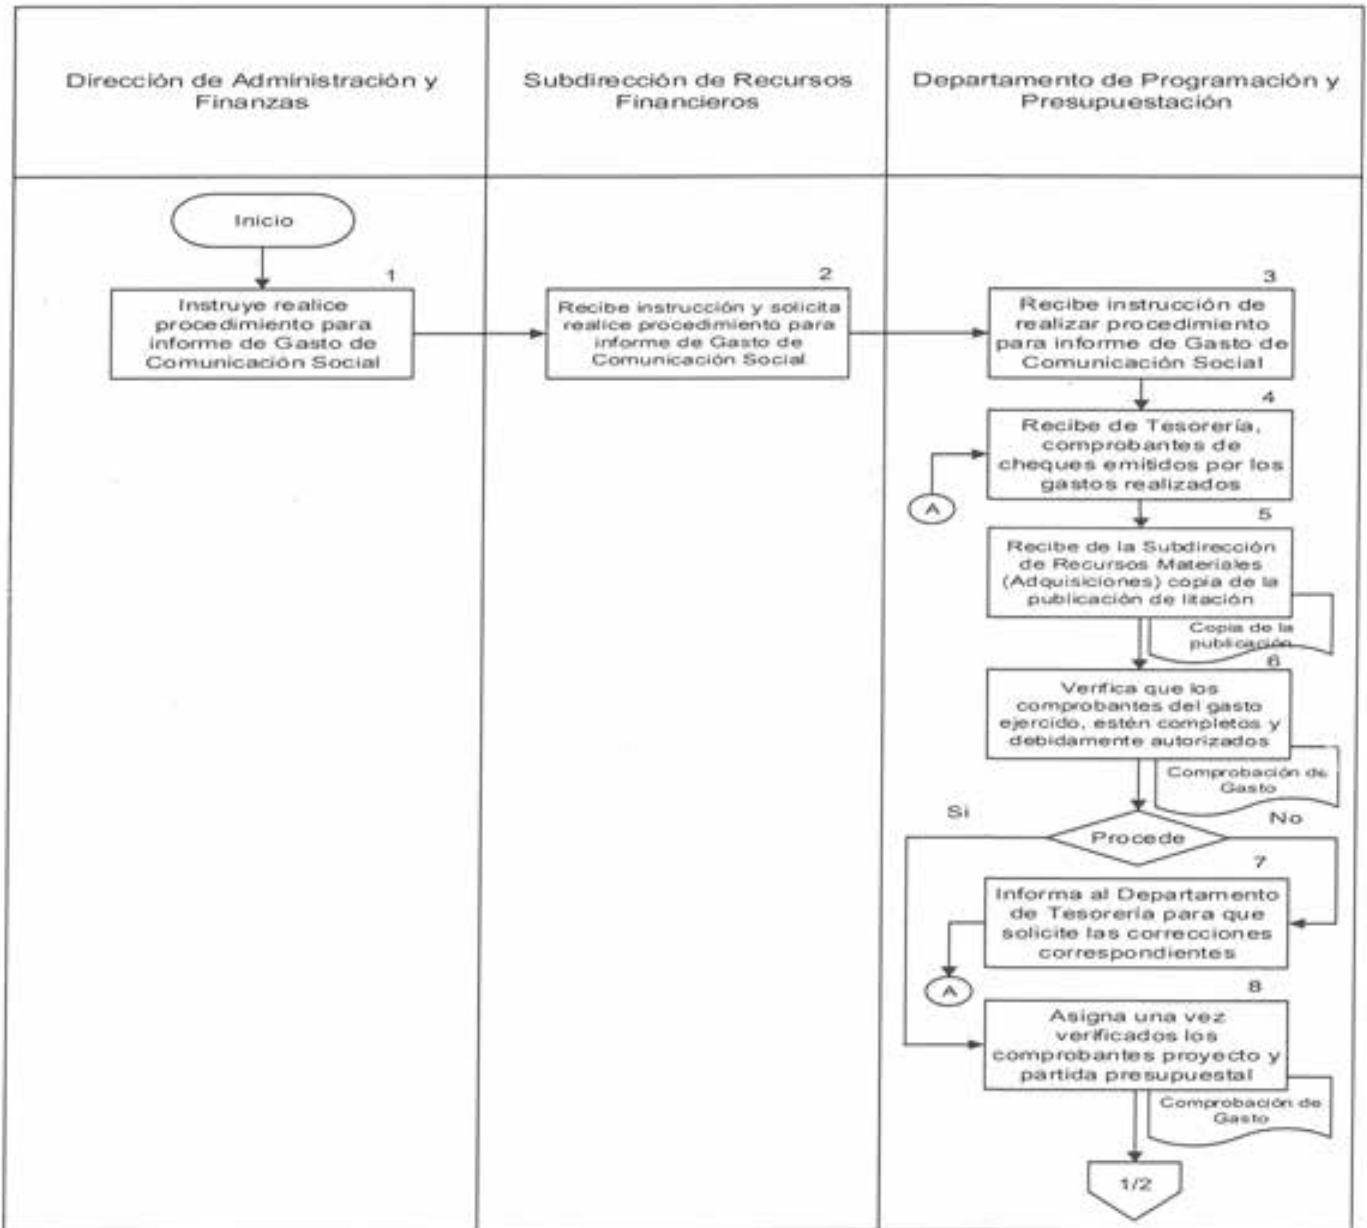 Dirección de Administración y
Finanzas
Subdirección de Recursos
Financieros
Departamento de Programación y
Presupuestación
Inicio
1
Instruye realice
procedimiento para
informe de Gasto de
Comunicación Social
2
Recibe instrucción y solicita
realice procedimiento para
informe de Gasto de
Comunicación Social
3
Recibe instrucción de
realizar procedimiento
para informe de Gasto de
Comunicación Social
4
Recibe de Tesorería,
comprobantes de
cheques emitidos por los
gastos realizados
A
5
Recibe de la Subdirección
de Recursos Materiales
(Adquisiciones) copia de la
publicación de litación
Copia de la
publicación
6
Verifica que los
comprobantes del gasto
ejercido, estén completos y
debidamente autorizados
Comprobación de
Gasto
Si
No
Procede
7
Informa al Departamento
de Tesorería para que
solicite las correcciones
correspondientes
A
8
Asigna una vez
verificados los
comprobantes proyecto y
partida presupuestal
Comprobación de
Gasto
1/2